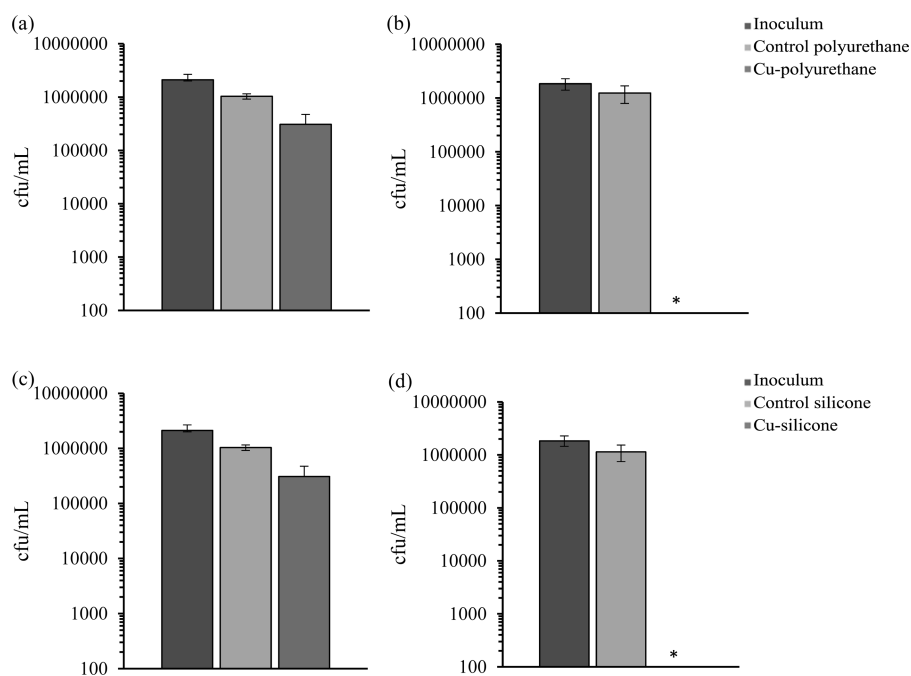 (a)
10000000
1000000
100000
10000
1000
100
cfu/mL
(b)
10000000
1000000
100000
10000
1000
100
cfu/mL
*
Inoculum
Control polyurethane
Cu-polyurethane
(c)
10000000
1000000
100000
10000
1000
100
cfu/mL
(d)
10000000
1000000
100000
10000
1000
100
cfu/mL
*
Inoculum
Control silicone
Cu-silicone